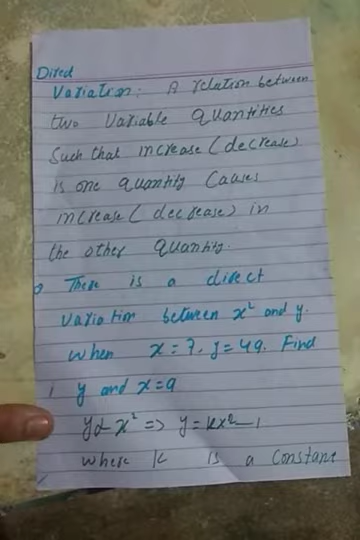 Direct
Variation: A relation between
two Variable Quantities
Such that increase (decrease)
is one quantity Causes
increase (decrease) in
the other quantity.
There is a direct
Variation between x² and y.
When x = 7, y = 49. Find
i y and x = 9
y ∝ x² => y = kx² — 1
where K is a Constant